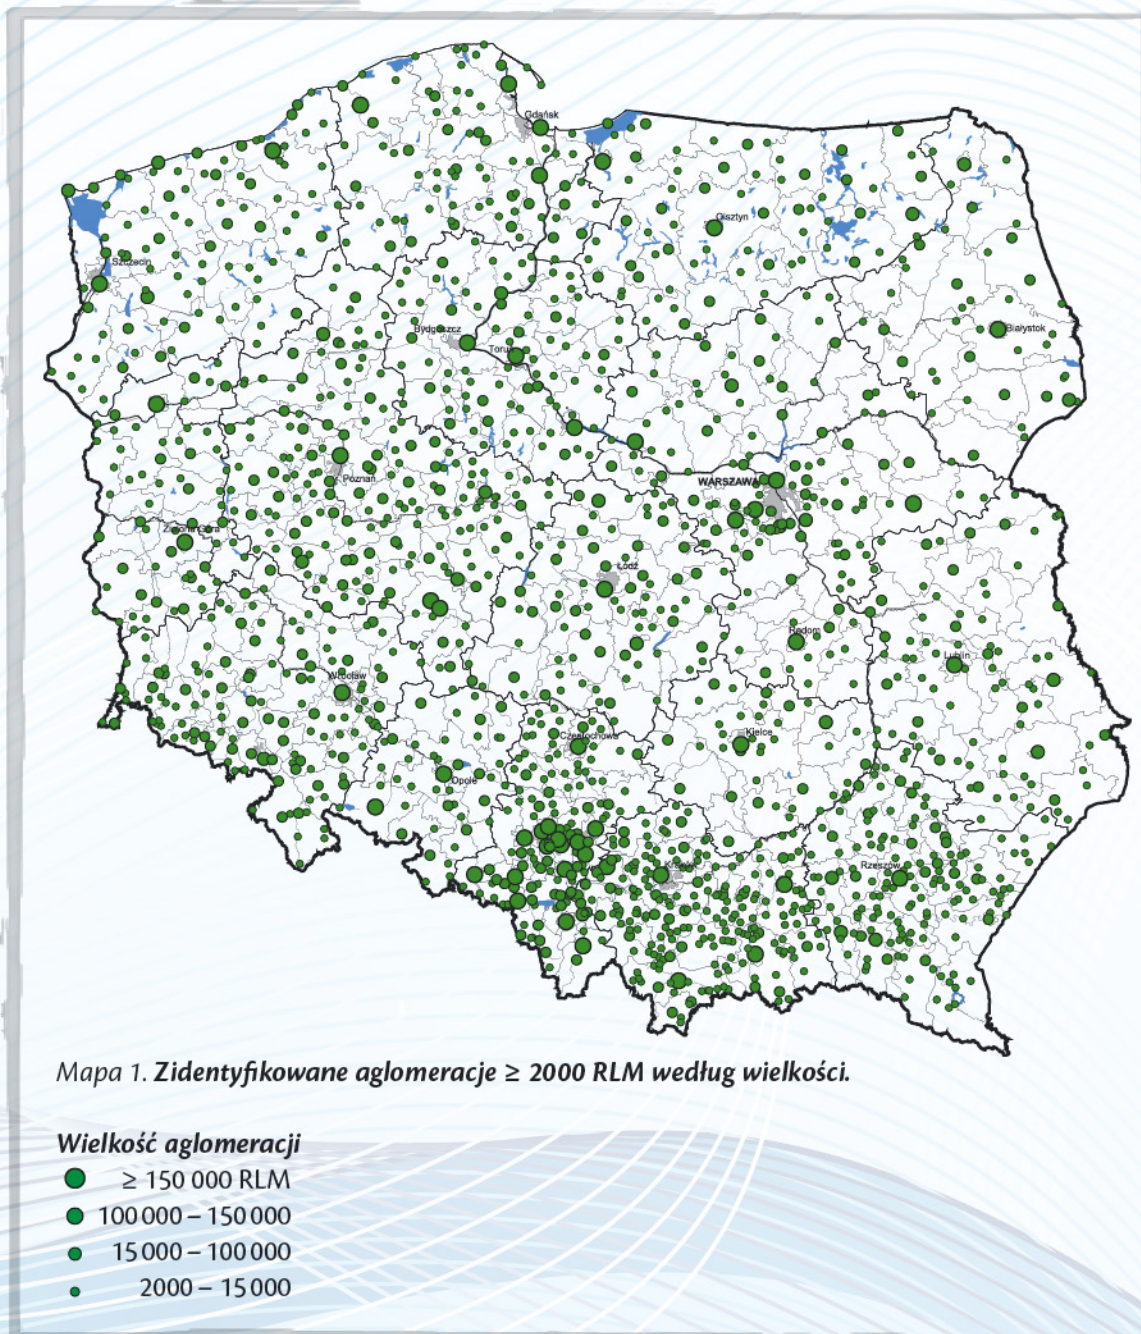 Gdańsk
Olsztyn
Szczecin
Bydgoszcz
Białystok
Toruń
Poznań
WARSZAWA
Zielona Góra
Łódź
Radom
Lublin
Wrocław
Częstochowa
Kielce
Opole
Kraków
Rzeszów
Mapa 1. Zidentyfikowane aglomeracje ≥ 2000 RLM według wielkości.
Wielkość aglomeracji
≥ 150 000 RLM
100 000 – 150 000
15 000 – 100 000
2000 – 15 000